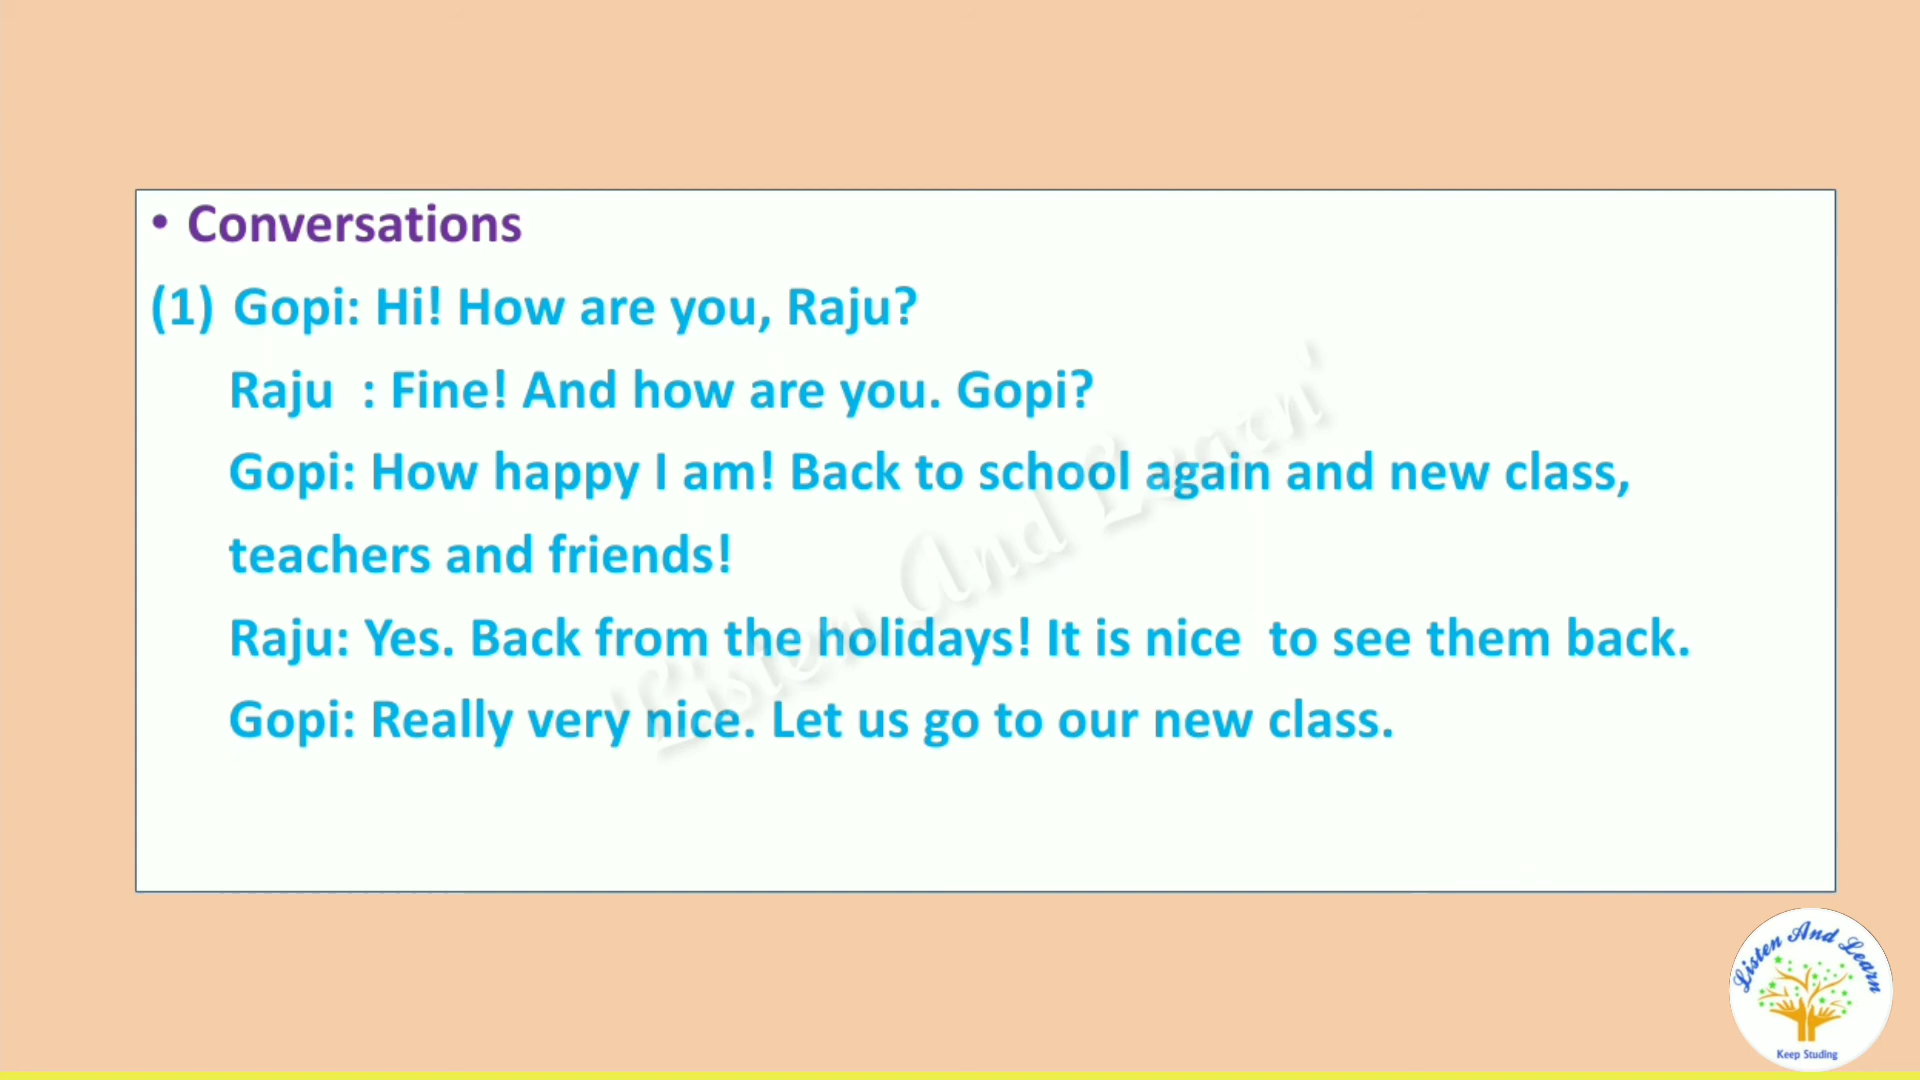 • Conversations
(1) Gopi: Hi! How are you, Raju?
Raju : Fine! And how are you. Gopi?
Gopi: How happy I am! Back to school again and new class,
teachers and friends!
Raju: Yes. Back from the holidays! It is nice to see them back.
Gopi: Really very nice. Let us go to our new class.
'Listen And Learn'
Listen And Learn
Keep Studing